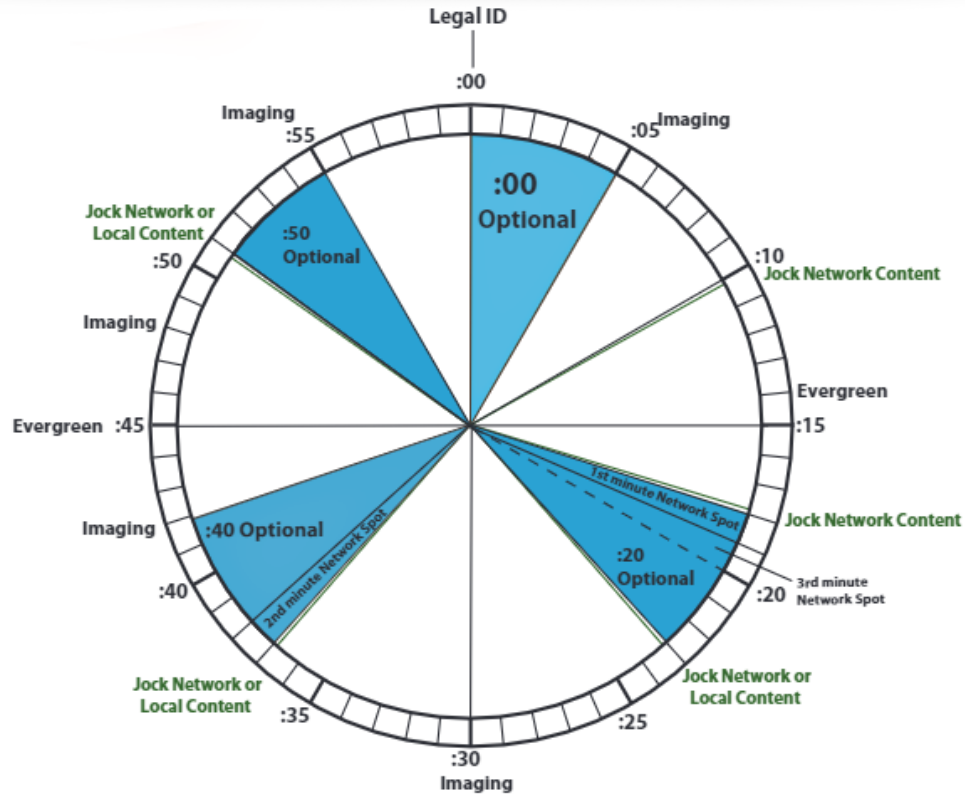 Legal ID
:00
Imaging
:55
:05
Imaging
:00
Optional
Jock Network or
Local Content
:50
:50
Optional
:10
Jock Network Content
Imaging
Evergreen
Evergreen :45
:15
1st minute Network Spot
Jock Network Content
Imaging
:40 Optional
2nd minute Network Spot
:20
Optional
:40
:20
3rd minute
Network Spot
Jock Network or
Local Content
:35
Jock Network or
Local Content
:25
:30
Imaging